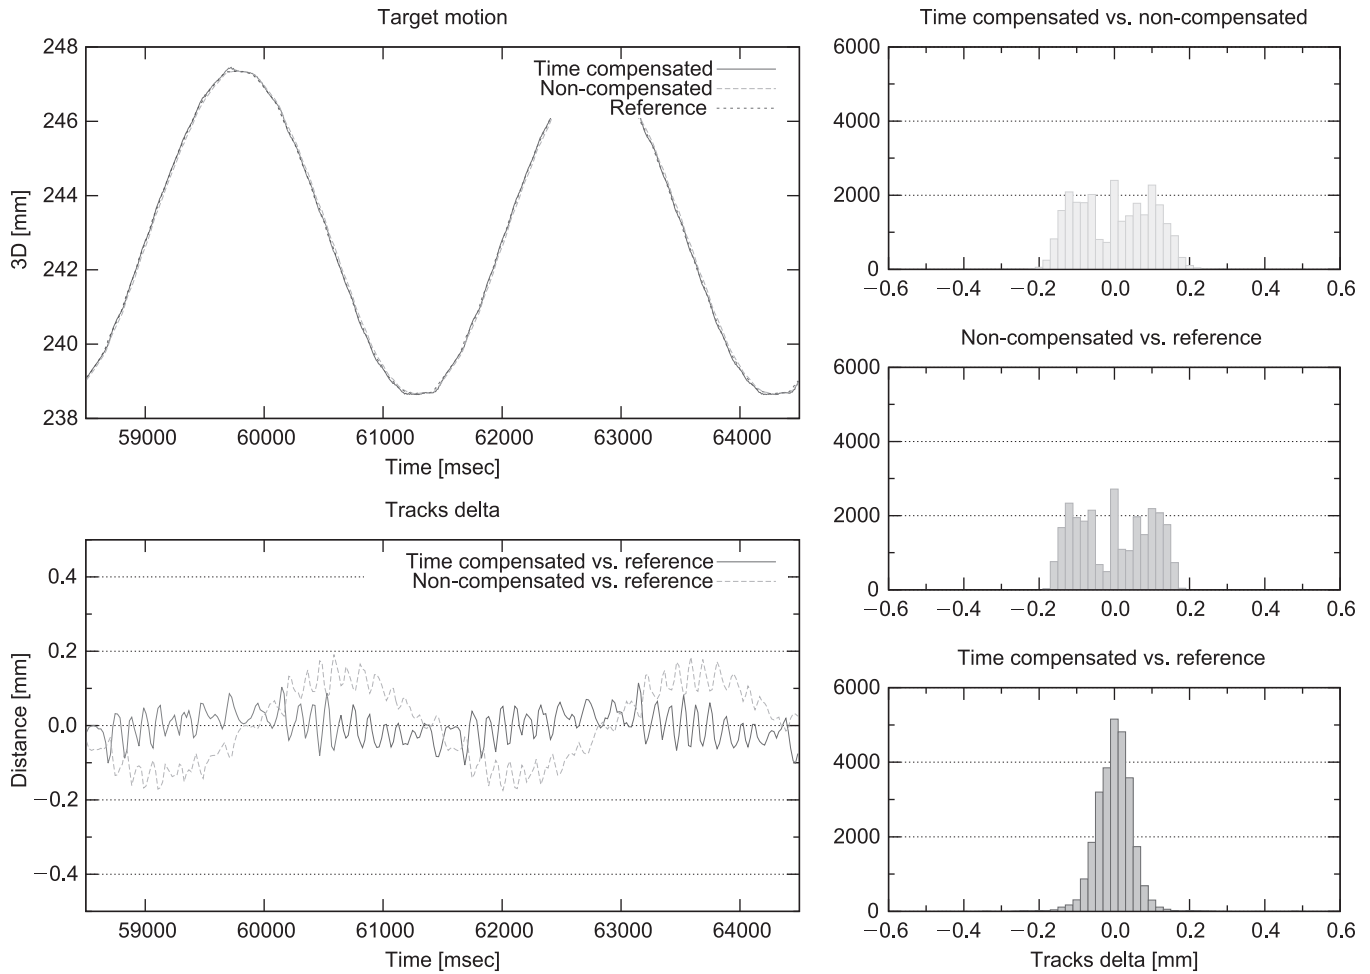 Target motion
248
246
244
242
240
238
3D [mm]
Time compensated
Non-compensated
Reference
59000 60000 61000 62000 63000 64000
Time [msec]
Tracks delta
0.4
0.2
0.0
−0.2
−0.4
Distance [mm]
Time compensated vs. reference
Non-compensated vs. reference
59000 60000 61000 62000 63000 64000
Time [msec]
Time compensated vs. non-compensated
6000
4000
2000
0
−0.6 −0.4 −0.2 0.0 0.2 0.4 0.6
Non-compensated vs. reference
6000
4000
2000
0
−0.6 −0.4 −0.2 0.0 0.2 0.4 0.6
Time compensated vs. reference
6000
4000
2000
0
−0.6 −0.4 −0.2 0.0 0.2 0.4 0.6
Tracks delta [mm]